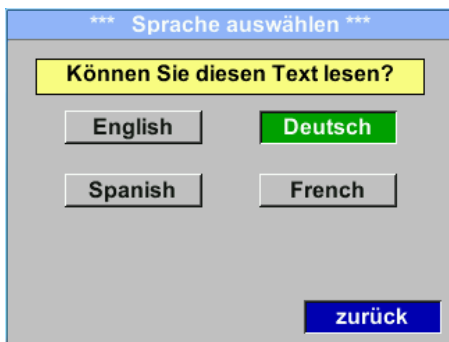 *** Sprache auswählen ***
Können Sie diesen Text lesen?
English Deutsch
Spanish French
zurück